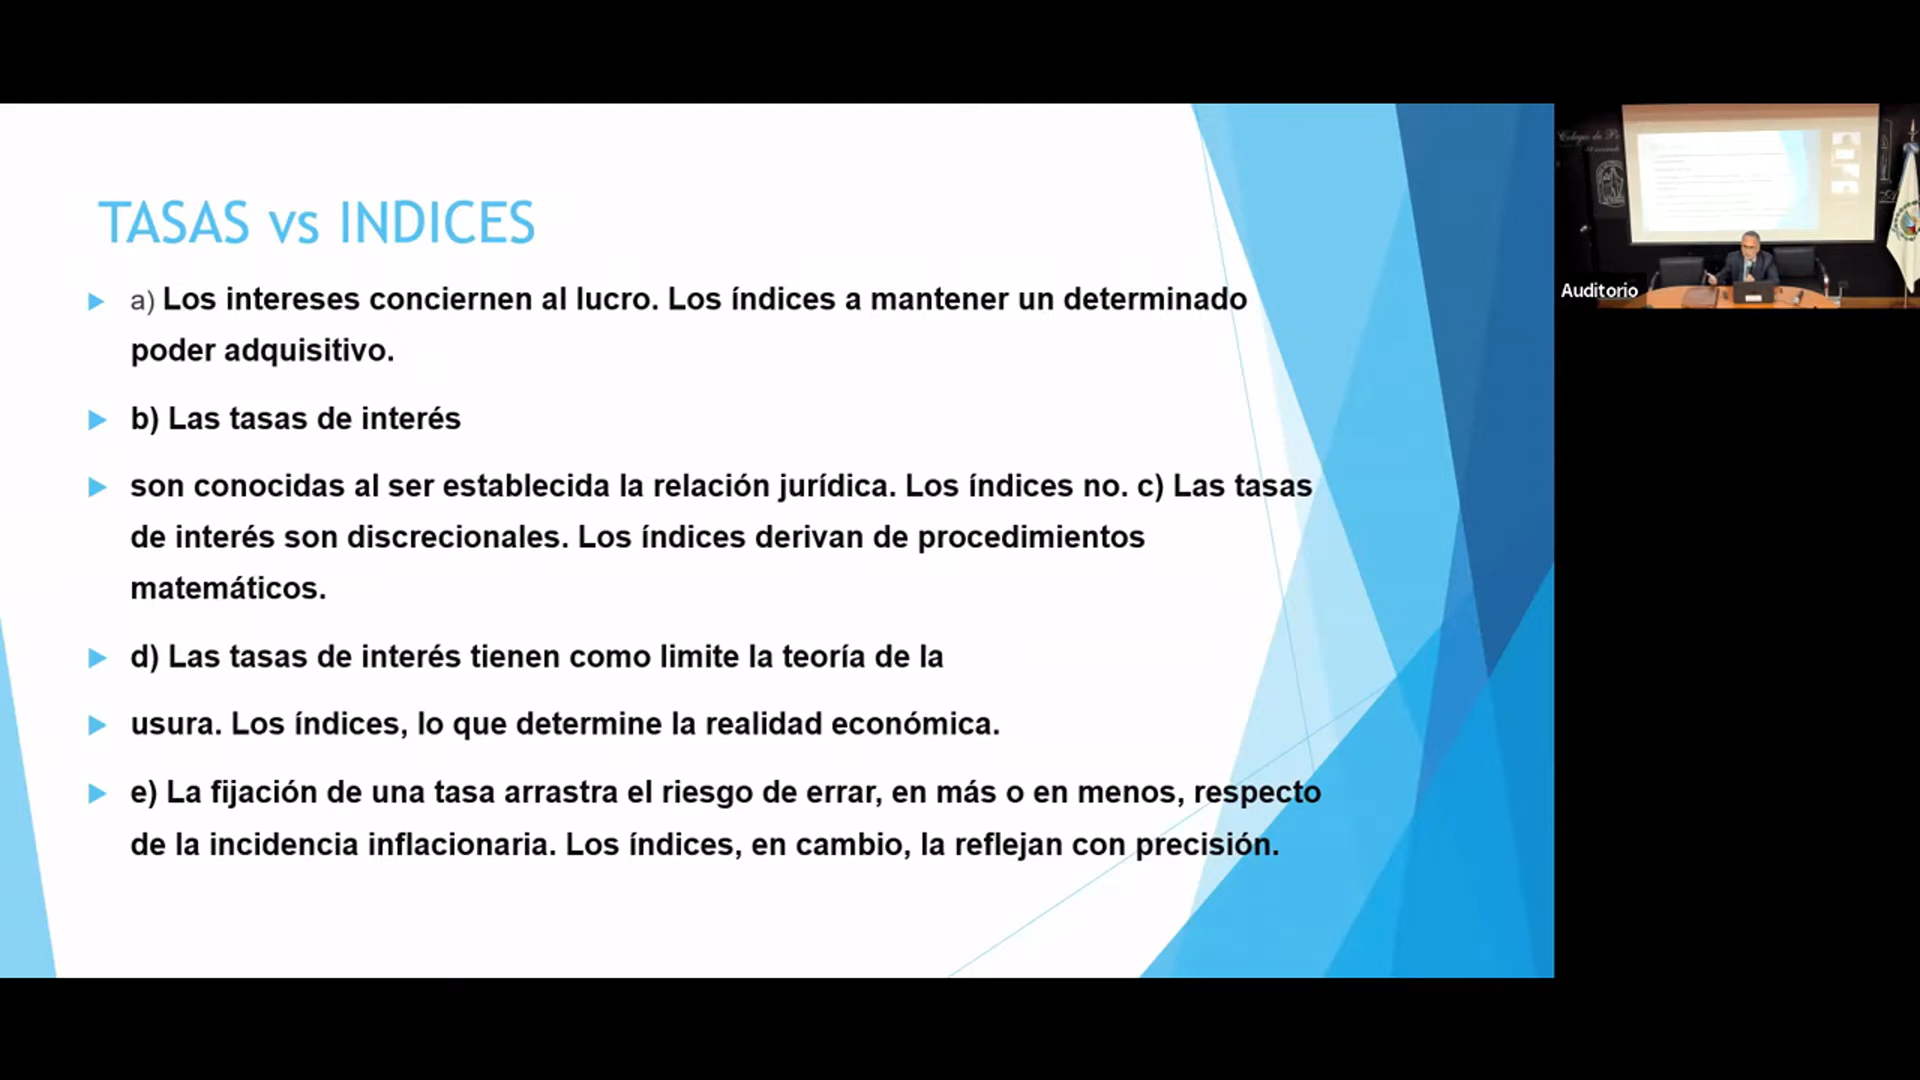 TASAS vs INDICES
a) Los intereses conciernen al lucro. Los índices a mantener un determinado
poder adquisitivo.
b) Las tasas de interés
son conocidas al ser establecida la relación jurídica. Los índices no. c) Las tasas
de interés son discrecionales. Los índices derivan de procedimientos
matemáticos.
d) Las tasas de interés tienen como limite la teoría de la
usura. Los índices, lo que determine la realidad económica.
e) La fijación de una tasa arrastra el riesgo de errar, en más o en menos, respecto
de la incidencia inflacionaria. Los índices, en cambio, la reflejan con precisión.
Colegio de
Auditorio